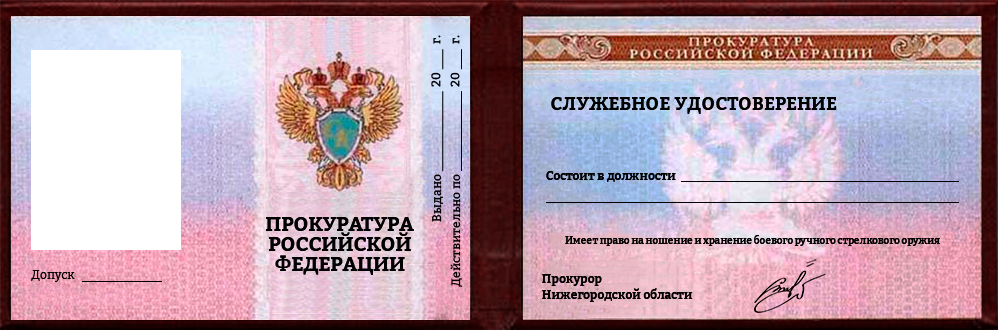 Допуск
ПРОКУРАТУРА
РОССИЙСКОЙ
ФЕДЕРАЦИИ
Выдано 20 г.
Действительно по 20 г.
ПРОКУРАТУРА
РОССИЙСКОЙ ФЕДЕРАЦИИ
СЛУЖЕБНОЕ УДОСТОВЕРЕНИЕ
Состоит в должности
Имеет право на ношение и хранение боевого ручного стрелкового оружия
Прокурор
Нижегородской области